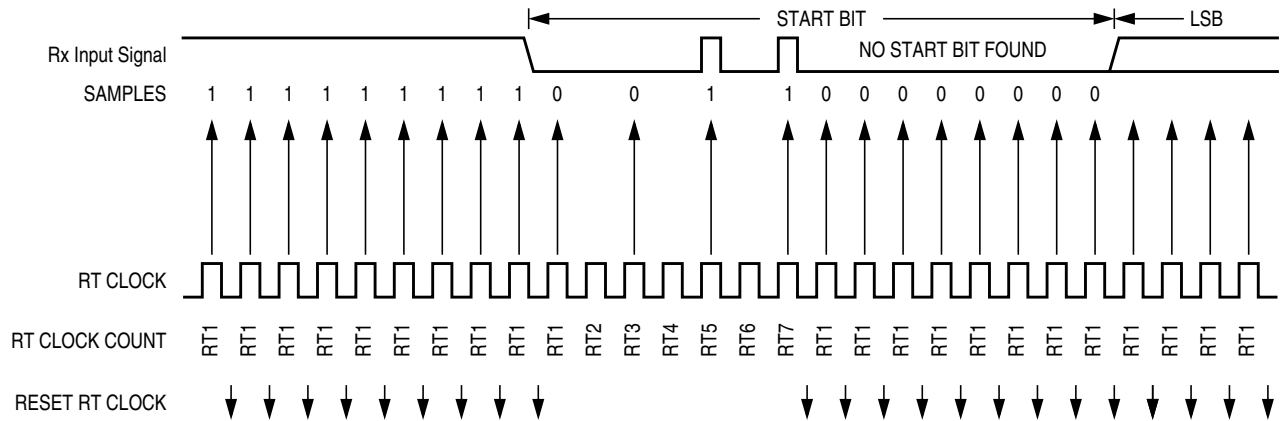 START BIT
LSB
Rx Input Signal
NO START BIT FOUND
SAMPLES 1 1 1 1 1 1 1 1 1 0 0 1 1 0 0 0 0 0 0 0 0
RT CLOCK
RT CLOCK COUNT RT1 RT1 RT1 RT1 RT1 RT1 RT1 RT1 RT1 RT1 RT2 RT3 RT4 RT5 RT6 RT7 RT1 RT1 RT1 RT1 RT1 RT1 RT1 RT1 RT1 RT1 RT1 RT1
RESET RT CLOCK